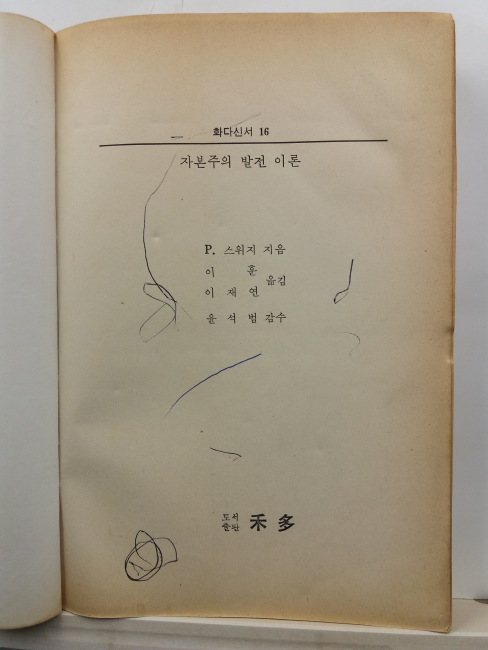 화다신서 16
자본주의 발전 이론
P. 스위지 지음
이 훈
이 재 연 옮김
윤 석 범 감수
도서
출판 禾多